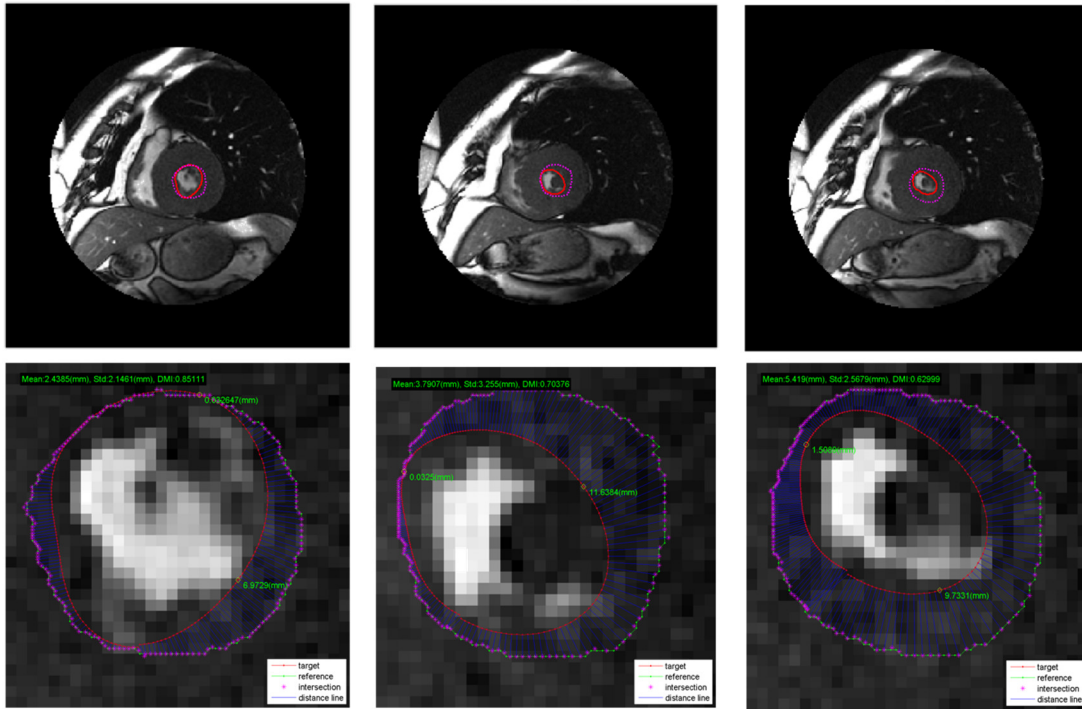 Mean:2.4385(mm), Std:2.1461(mm), DMI:0.85111
0.032647(mm)
6.9729(mm)
target
reference
intersection
distance line
Mean:3.7907(mm), Std:3.255(mm), DMI:0.70376
0.0325(mm)
11.6384(mm)
target
reference
intersection
distance line
Mean:5.419(mm), Std:2.5679(mm), DMI:0.62999
9.7331(mm)
target
reference
intersection
distance line